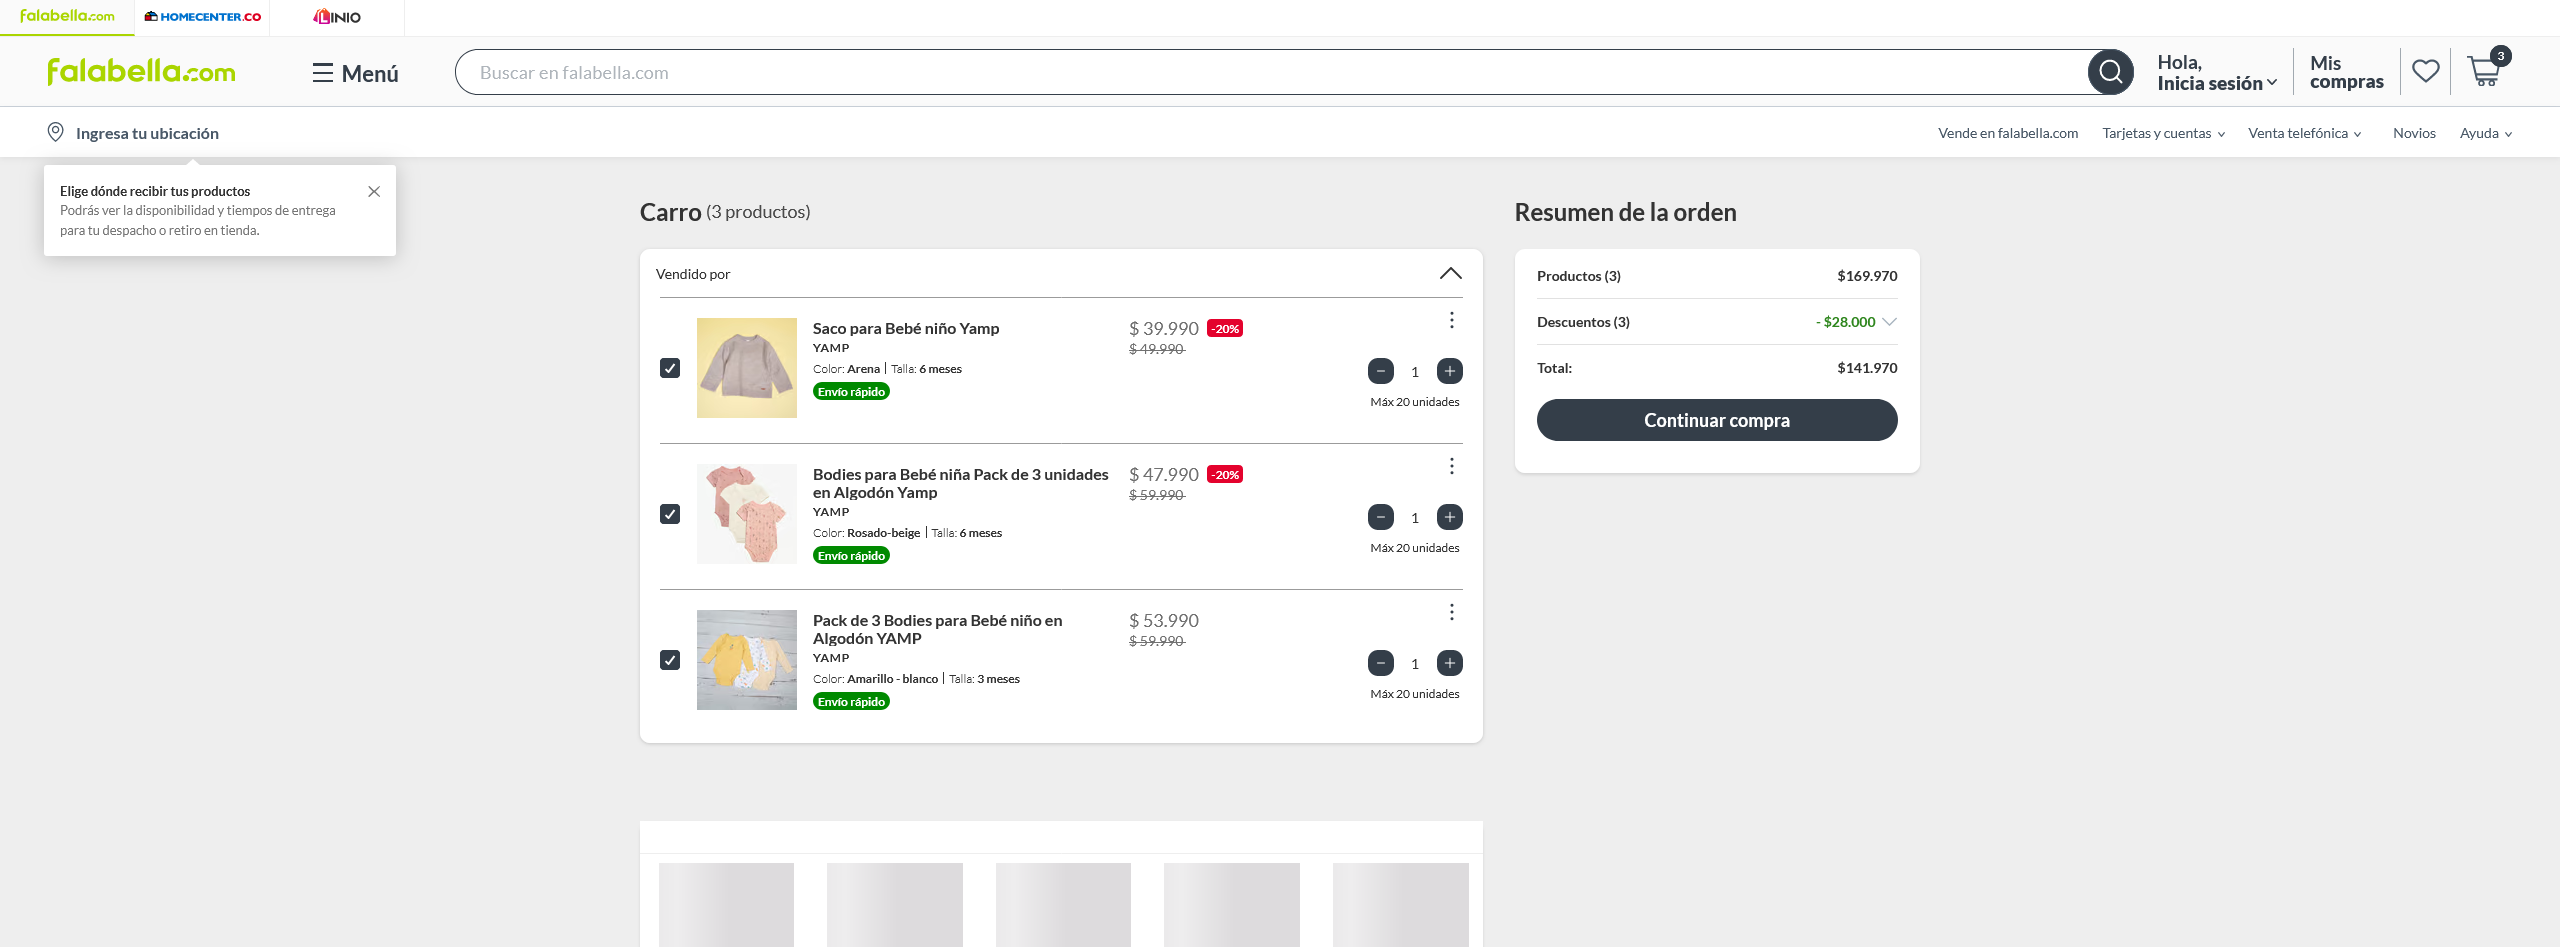 falabella.com
HOMECENTER.CO
LINIO
falabella.com
Menú
Buscar en falabella.com
Hola,
Inicia sesión
Mis
compras
3
Ingresa tu ubicación
Vende en falabella.com
Tarjetas y cuentas
Venta telefónica
Novios
Ayuda
Elige dónde recibir tus productos
Podrás ver la disponibilidad y tiempos de entrega
para tu despacho o retiro en tienda.
Carro (3 productos)
Vendido por
Saco para Bebé niño Yamp
YAMP
Color: Arena | Talla: 6 meses
Envío rápido
$ 39.990 -20%
$ 49.990
1
Máx 20 unidades
Bodies para Bebé niña Pack de 3 unidades
en Algodón Yamp
YAMP
Color: Rosado-beige | Talla: 6 meses
Envío rápido
$ 47.990 -20%
$ 59.990
1
Máx 20 unidades
Pack de 3 Bodies para Bebé niño en
Algodón YAMP
YAMP
Color: Amarillo - blanco | Talla: 3 meses
Envío rápido
$ 53.990
$ 59.990
1
Máx 20 unidades
Resumen de la orden
Productos (3) $169.970
Descuentos (3) - $28.000
Total: $141.970
Continuar compra